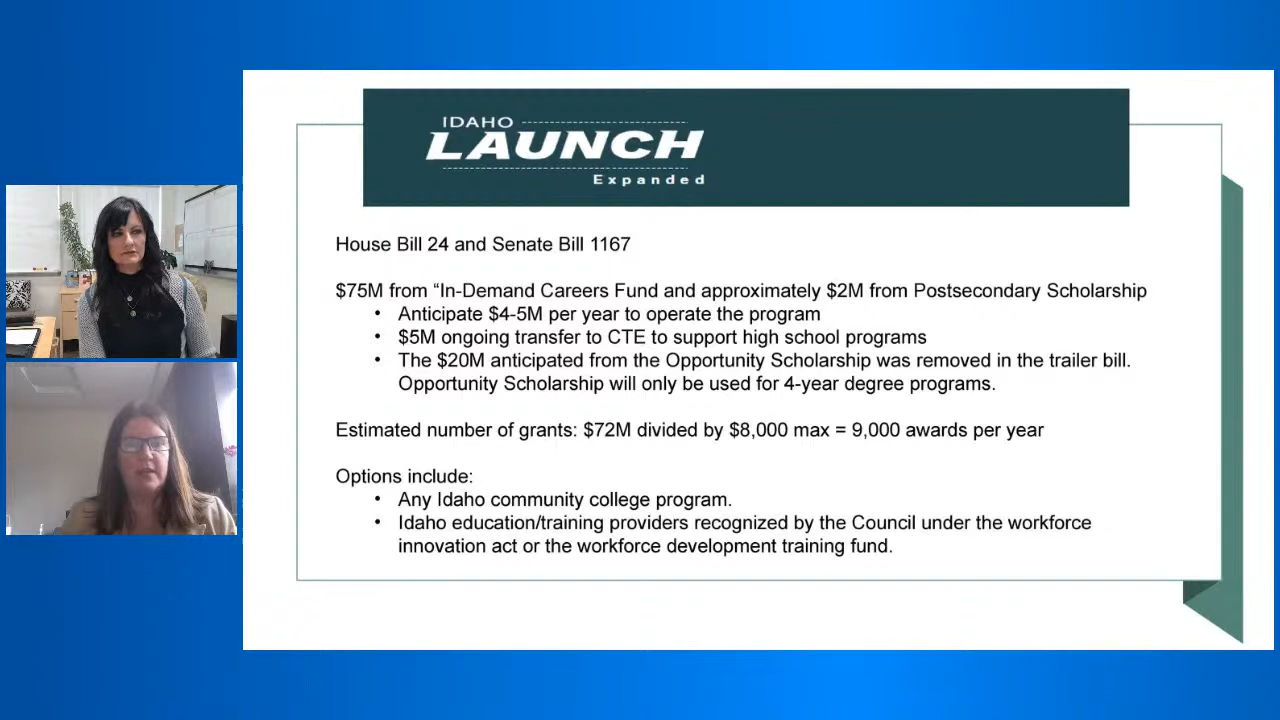 IDAHO
LAUNCH
Expanded
House Bill 24 and Senate Bill 1167
$75M from “In-Demand Careers Fund and approximately $2M from Postsecondary Scholarship
• Anticipate $4-5M per year to operate the program
• $5M ongoing transfer to CTE to support high school programs
• The $20M anticipated from the Opportunity Scholarship was removed in the trailer bill.
Opportunity Scholarship will only be used for 4-year degree programs.
Estimated number of grants: $72M divided by $8,000 max = 9,000 awards per year
Options include:
• Any Idaho community college program.
• Idaho education/training providers recognized by the Council under the workforce
innovation act or the workforce development training fund.